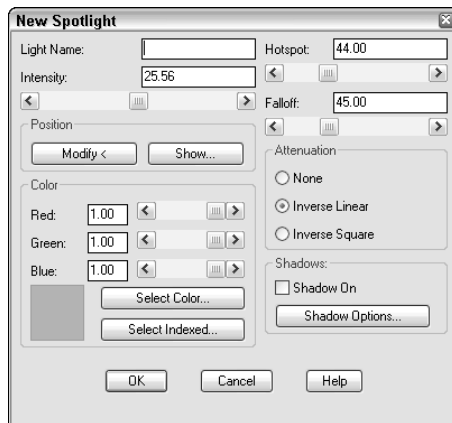 New Spotlight
Light Name:
Intensity: 25.56
Position
Modify <
Show...
Color
Red: 1.00
Green: 1.00
Blue: 1.00
Select Color...
Select Indexed...
Hotspot: 44.00
Falloff: 45.00
Attenuation
None
Inverse Linear
Inverse Square
Shadows:
Shadow On
Shadow Options...
OK
Cancel
Help